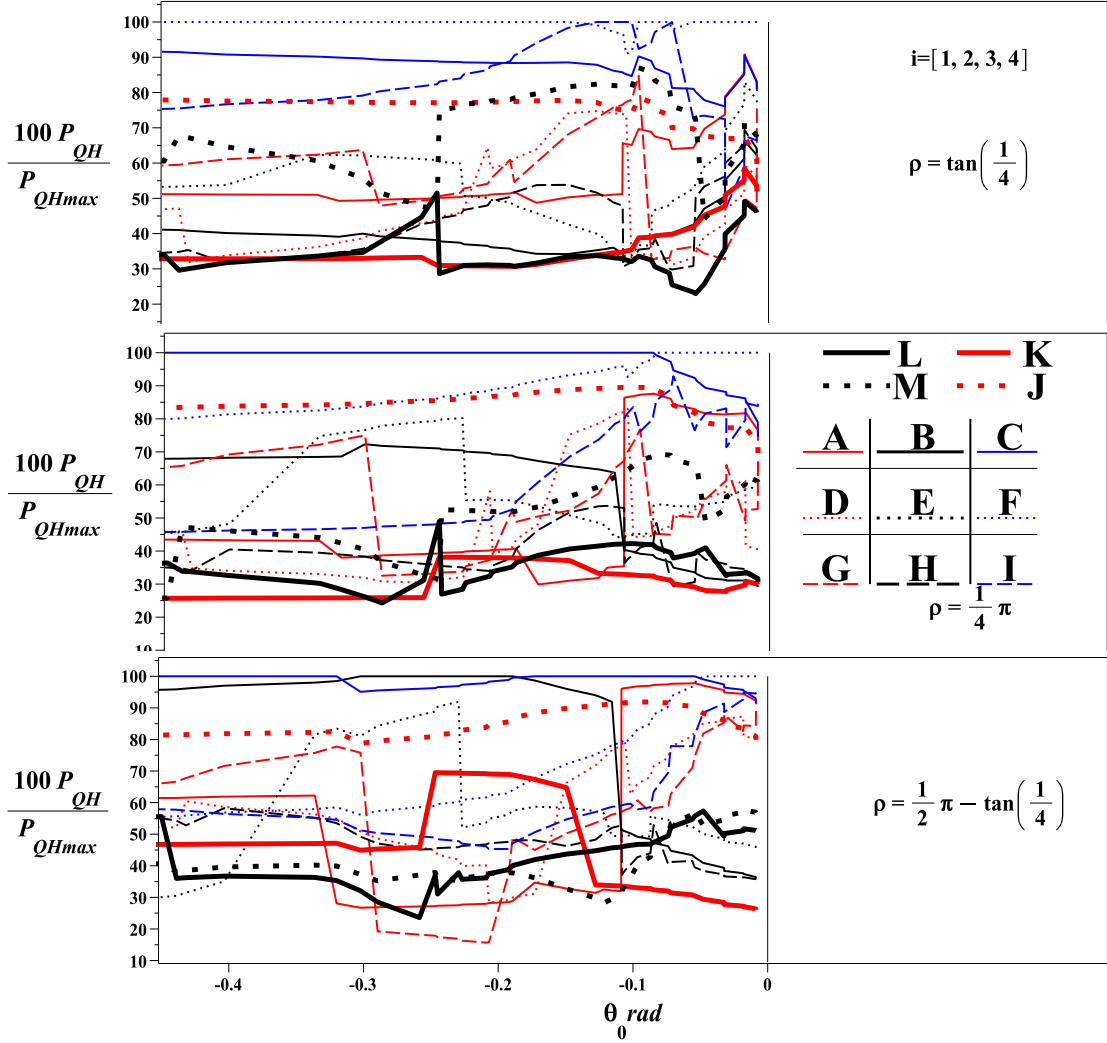 100
90
80
70
60
50
40
30
20
100 P_QH / P_QHmax
i=[1, 2, 3, 4]
ρ = tan(1/4)
100
90
80
70
60
50
40
30
20
10
100 P_QH / P_QHmax
L K
M J
A B C
D E F
G H I
ρ = 1/4 π
100
90
80
70
60
50
40
30
20
10
100 P_QH / P_QHmax
ρ = 1/2 π − tan(1/4)
-0.4 -0.3 -0.2 -0.1 0
θ_0 rad